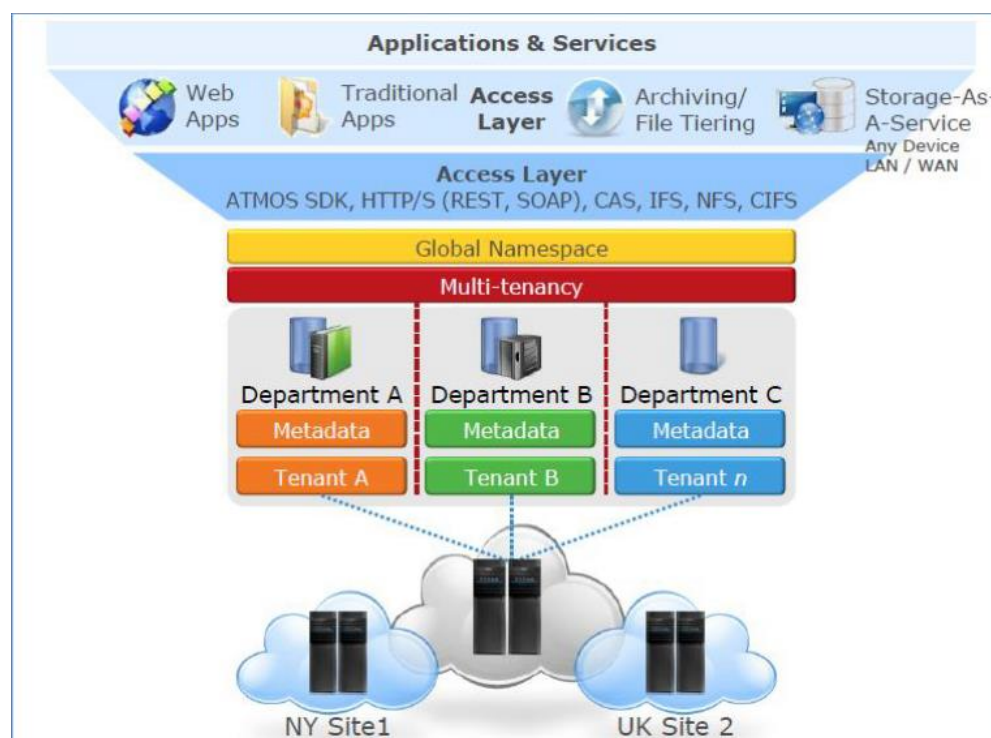 Applications & Services
Web
Apps
Traditional
Apps
Access
Layer
Archiving/
File Tiering
Storage-As-
A-Service
Any Device
LAN / WAN
Access Layer
ATMOS SDK, HTTP/S (REST, SOAP), CAS, IFS, NFS, CIFS
Global Namespace
Multi-tenancy
Department A
Department B
Department C
Metadata
Metadata
Metadata
Tenant A
Tenant B
Tenant n
NY Site1
UK Site 2